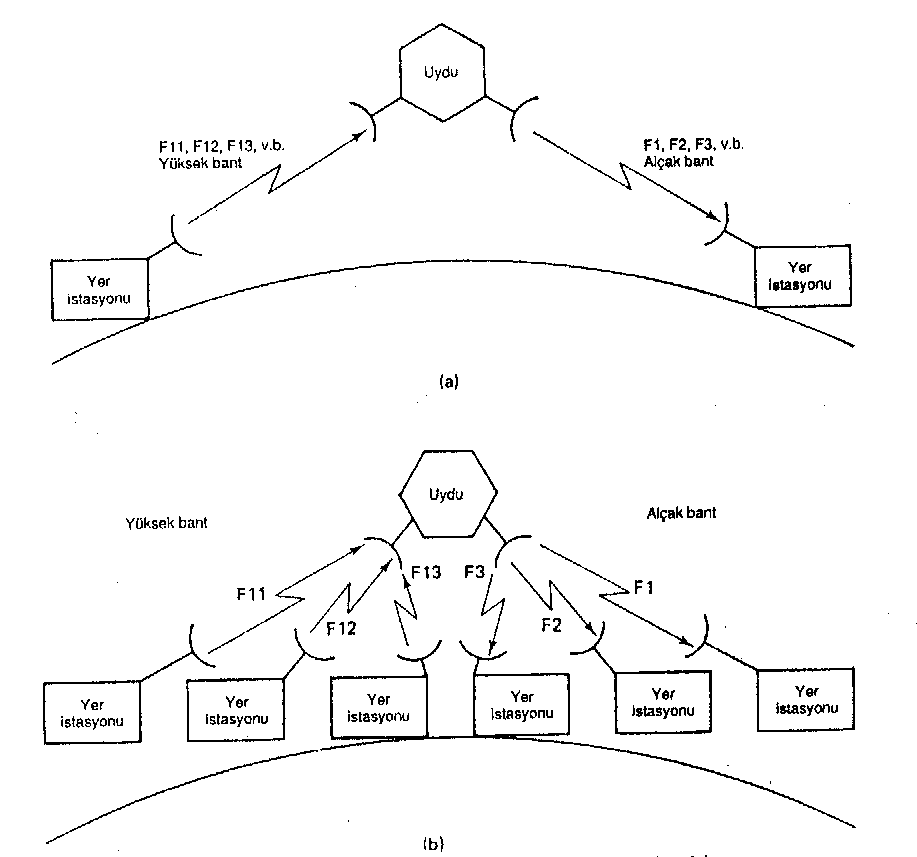 Uydu
F11, F12, F13, v.b.
Yüksek bant
F1, F2, F3, v.b.
Alçak bant
Yer
istasyonu
Yer
istasyonu
(a)
Uydu
Yüksek bant
Alçak bant
F11
F12
F13
F3
F2
F1
Yer
istasyonu
Yer
istasyonu
Yer
istasyonu
Yer
istasyonu
Yer
istasyonu
Yer
istasyonu
(b)